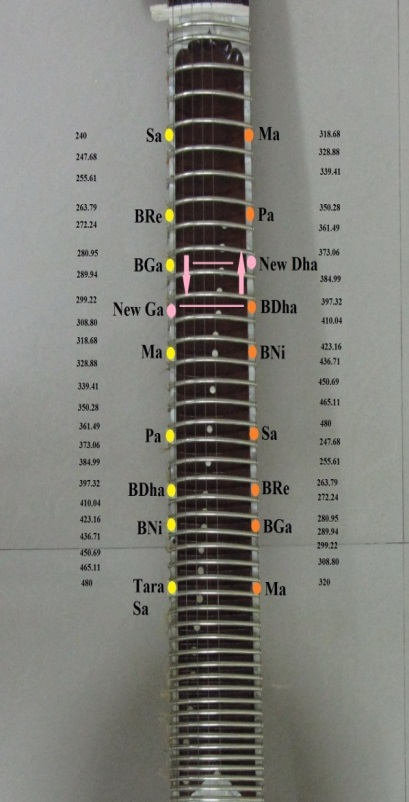 240 Sa Ma 318.68
247.68 328.88
255.61 339.41
263.79 BRe Pa 350.28
272.24 361.49
280.95 BGa New Dha 373.06
289.94 384.99
299.22 New Ga BDha 397.32
308.80 410.04
318.68 Ma BNi 423.16
328.88 436.71
339.41 450.69
350.28 465.11
361.49 Pa Sa 480
373.06 247.68
384.99 255.61
397.32 BDha BRe 263.79
410.04 272.24
423.16 BNi BGa 280.95
436.71 289.94
450.69 299.22
465.11 308.80
480 Tara Ma 320
Sa